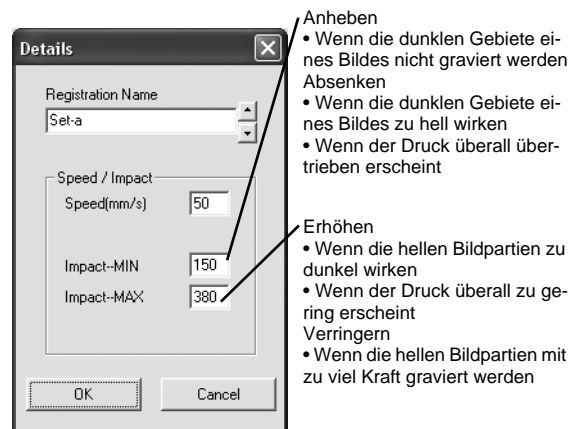 Details
Registration Name
Set-a
Speed / Impact
Speed(mm/s) 50
Impact--MIN 150
Impact--MAX 380
OK Cancel
Anheben
• Wenn die dunklen Gebiete ei-
nes Bildes nicht graviert werden
Absenken
• Wenn die dunklen Gebiete ei-
nes Bildes zu hell wirken
• Wenn der Druck überall über-
trieben erscheint
Erhöhen
• Wenn die hellen Bildpartien zu
dunkel wirken
• Wenn der Druck überall zu ge-
ring erscheint
Verringern
• Wenn die hellen Bildpartien mit
zu viel Kraft graviert werden